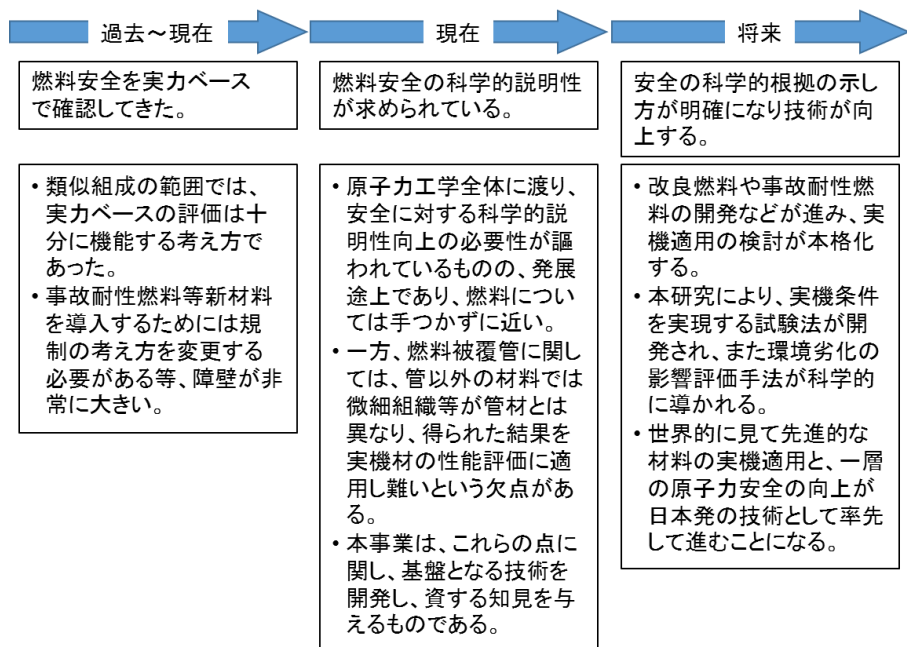 過去～現在
現在
将来
燃料安全を実力ベース
で確認してきた。
燃料安全の科学的説明性
が求められている。
安全の科学的根拠の示し
方が明確になり技術が向
上する。
• 類似組成の範囲では、
実力ベースの評価は十
分に機能する考え方で
あった。
• 事故耐性燃料等新材料
を導入するためには規
制の考え方を変更する
必要がある等、障壁が非
常に大きい。
• 原子力工学全体に渡り、
安全に対する科学的説
明性向上の必要性が謳
われているものの、発展
途上であり、燃料につい
ては手つかずに近い。
• 一方、燃料被覆管に関し
ては、管以外の材料では
微細組織等が管材とは
異なり、得られた結果を
実機材の性能評価に適
用し難いという欠点があ
る。
• 本事業は、これらの点に
関し、基盤となる技術を
開発し、資する知見を与
えるものである。
• 改良燃料や事故耐性燃
料の開発などが進み、実
機適用の検討が本格化
する。
• 本研究により、実機条件
を実現する試験法が開
発され、また環境劣化の
影響評価手法が科学的
に導かれる。
• 世界的に見て先進的な
材料の実機適用と、一層
の原子力安全の向上が
日本発の技術として率先
して進むことになる。